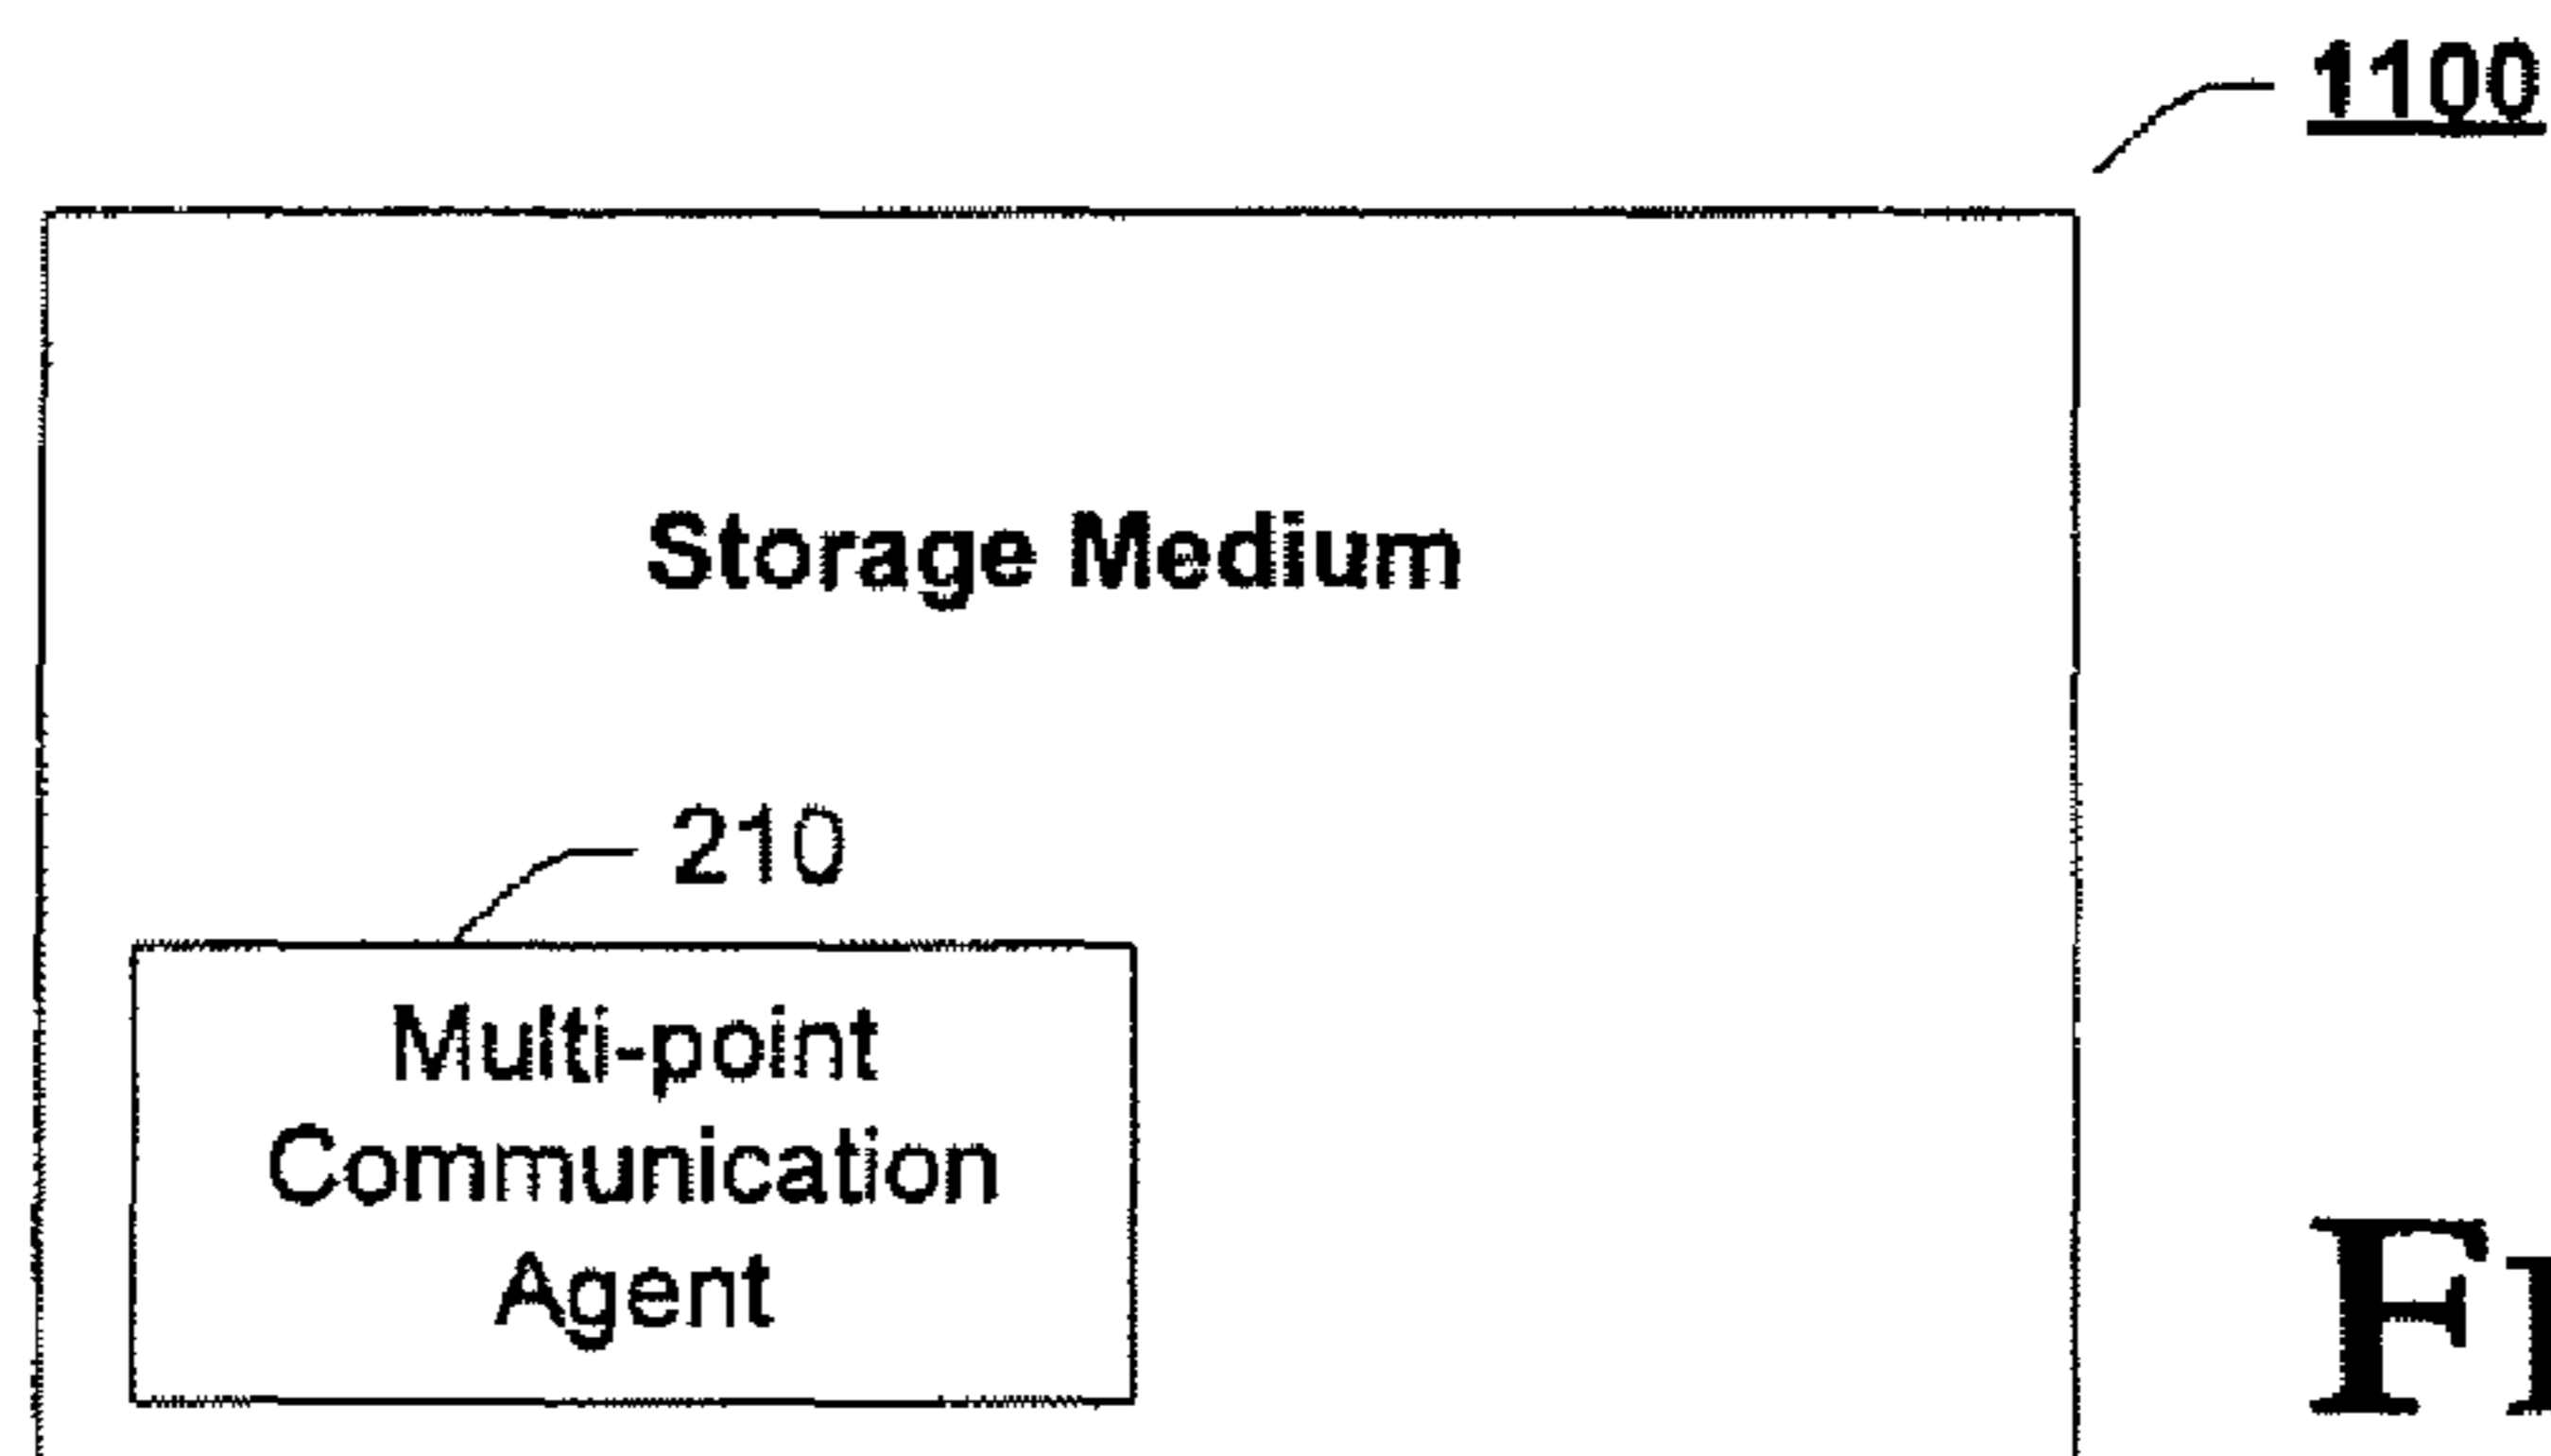 1100
Storage Medium
210
Multi-point
Communication
Agent